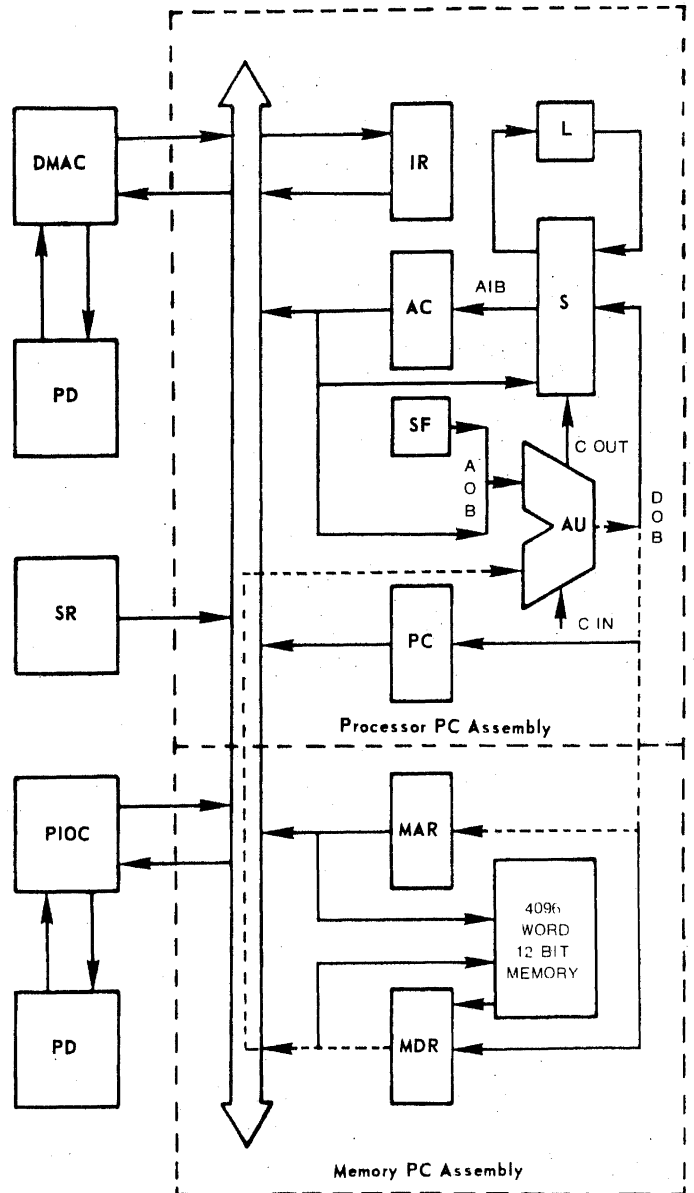 DMAC
IR
L
AC
AIB
S
PD
SF
C OUT
A
O
B
AU
D
O
B
SR
PC
C IN
Processor PC Assembly
PIOC
MAR
4096
WORD
12 BIT
MEMORY
PD
MDR
Memory PC Assembly